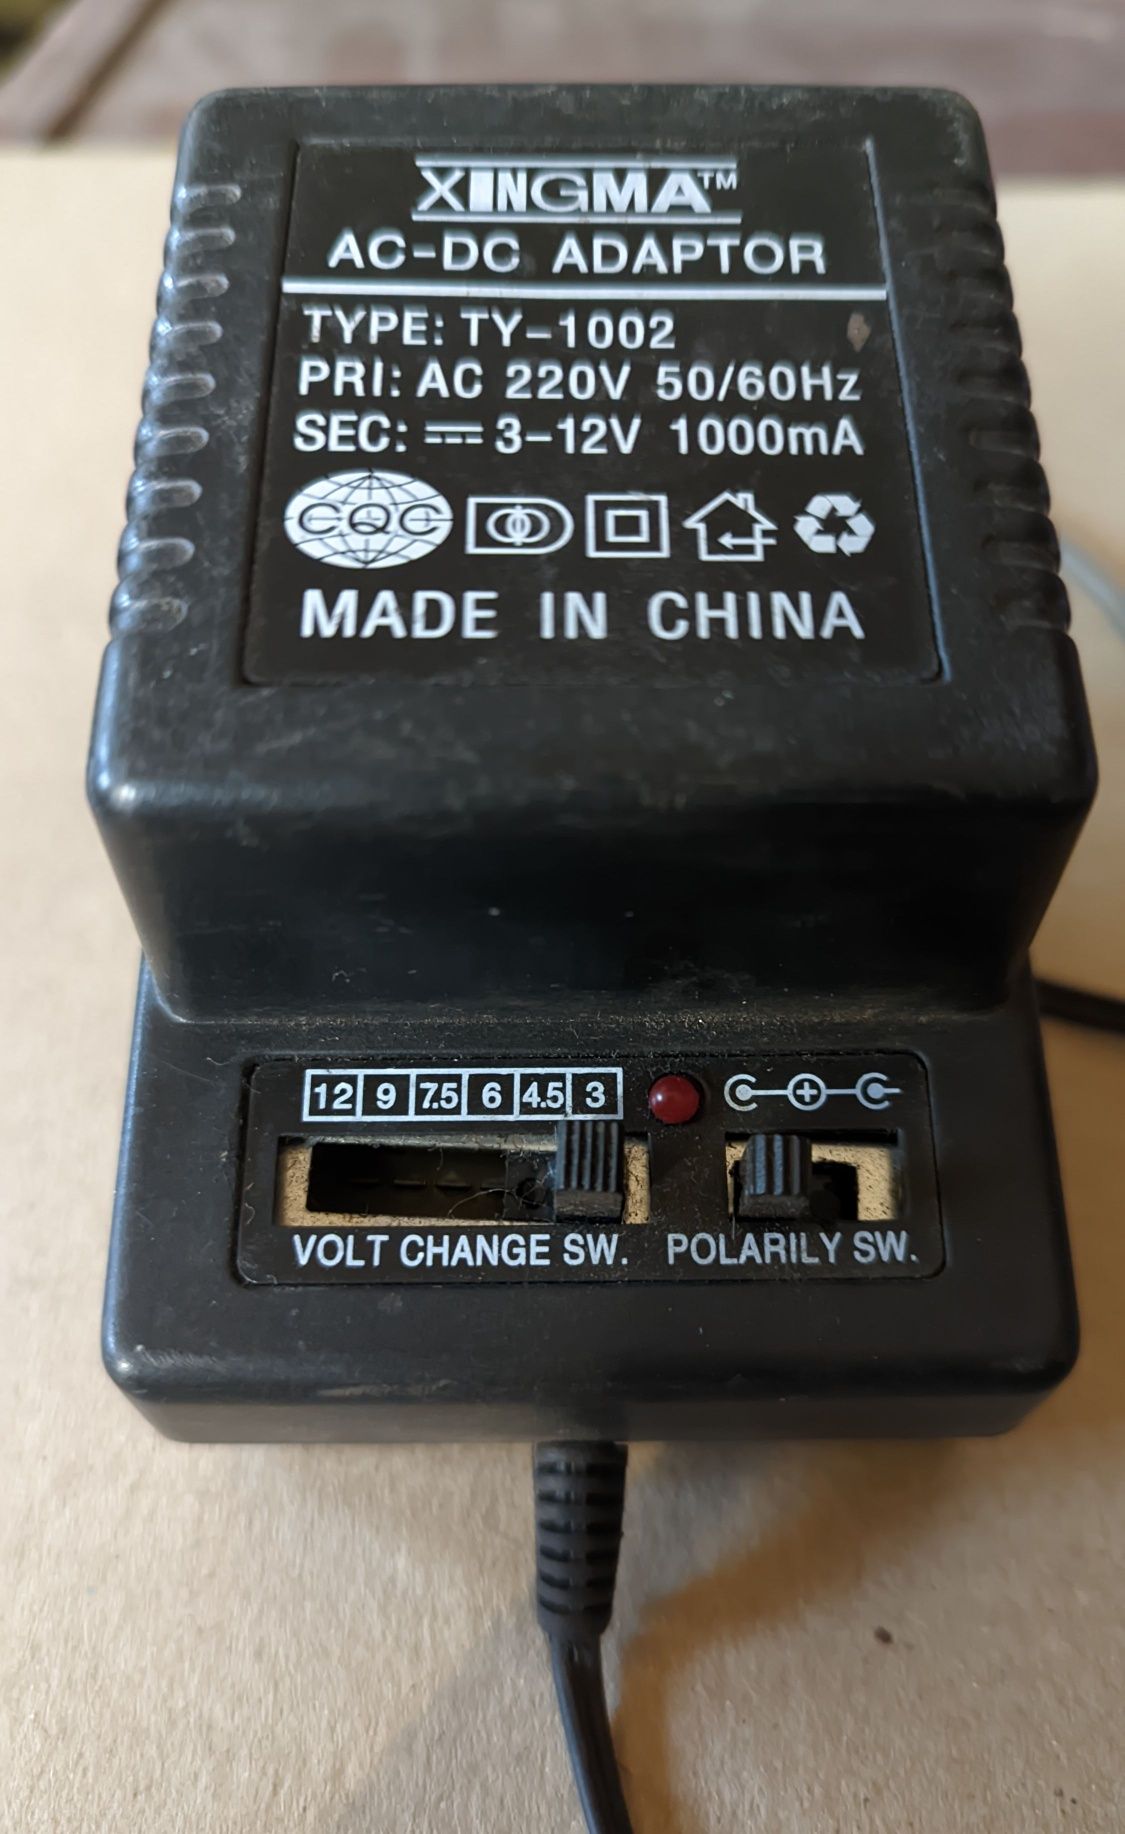 XINGMA™
AC-DC ADAPTOR
TYPE: TY-1002
PRI: AC 220V 50/60Hz
SEC: ⎓ 3-12V 1000mA
CQC
MADE IN CHINA
12 9 7.5 6 4.5 3 +
VOLT CHANGE SW. POLARILY SW.